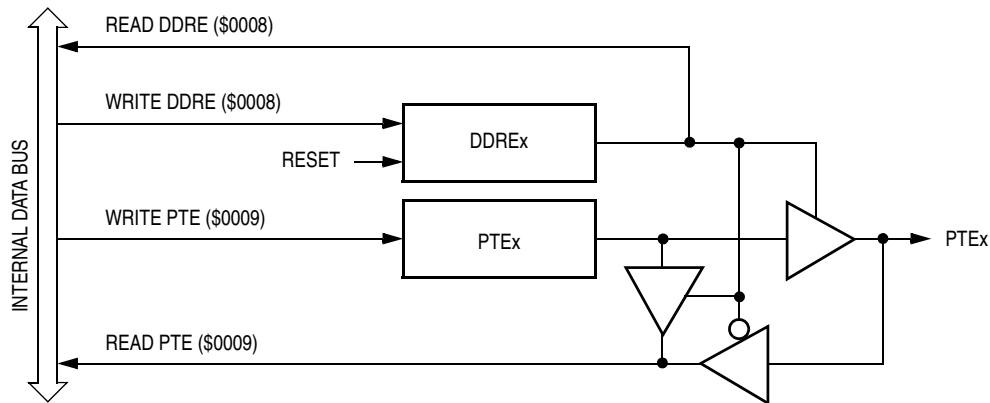 READ DDRE ($0008)
WRITE DDRE ($0008)
DDREx
RESET
WRITE PTE ($0009)
PTEx
PTEx
READ PTE ($0009)
INTERNAL DATA BUS